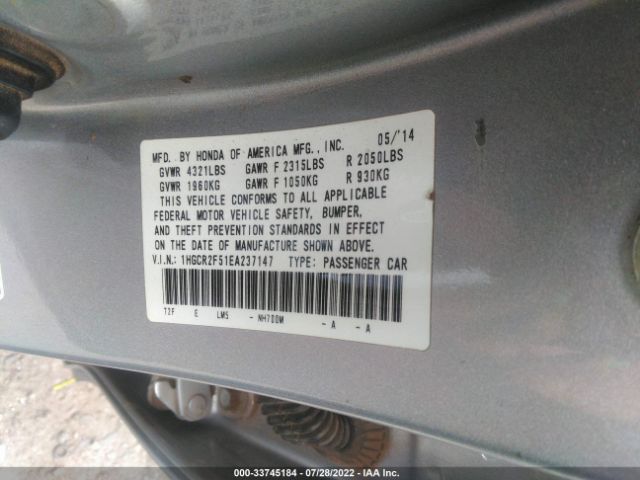 MFD. BY HONDA OF AMERICA MFG., INC. 05/'14
GVWR 4321LBS GAWR F 2315LBS R 2050LBS
GVWR 1960KG GAWR F 1050KG R 930KG
THIS VEHICLE CONFORMS TO ALL APPLICABLE
FEDERAL MOTOR VEHICLE SAFETY, BUMPER,
AND THEFT PREVENTION STANDARDS IN EFFECT
ON THE DATE OF MANUFACTURE SHOWN ABOVE.
V.I.N.: 1HGCR2F51EA237147 TYPE: PASSENGER CAR
T2F E LM5 - NH700M - A - A
000-33745184 | 07/28/2022 - IAA Inc.